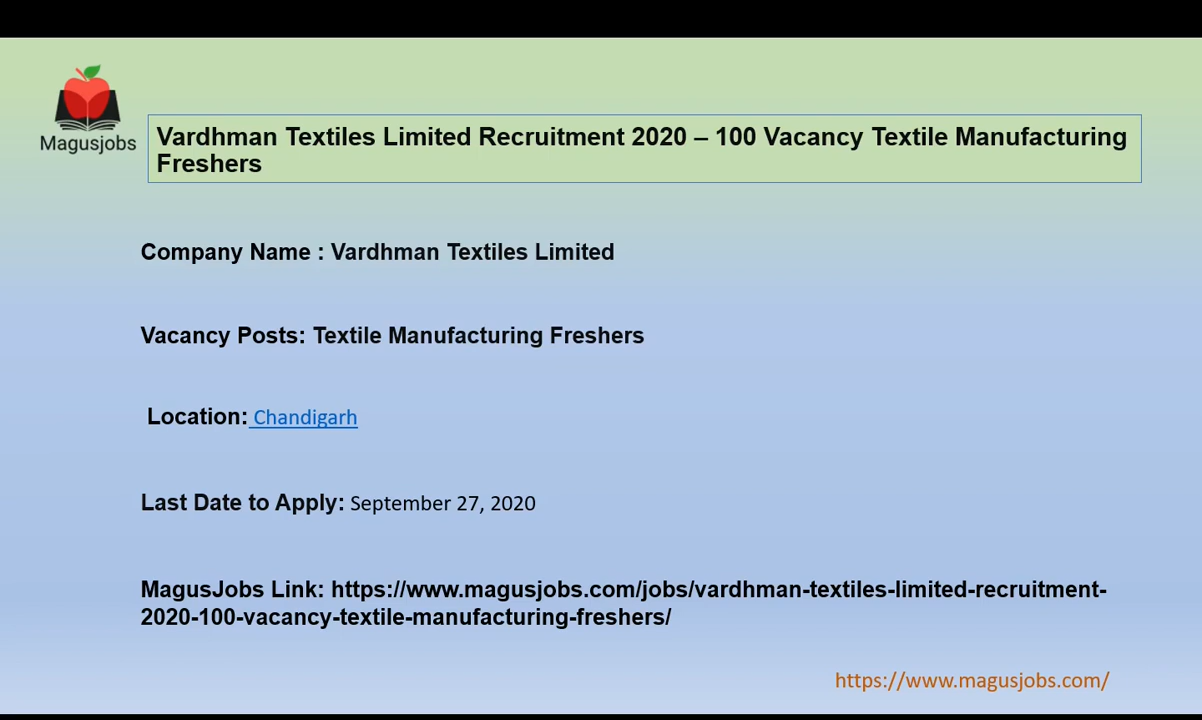 Magusjobs
Vardhman Textiles Limited Recruitment 2020 – 100 Vacancy Textile Manufacturing
Freshers
Company Name : Vardhman Textiles Limited
Vacancy Posts: Textile Manufacturing Freshers
Location: Chandigarh
Last Date to Apply: September 27, 2020
MagusJobs Link: https://www.magusjobs.com/jobs/vardhman-textiles-limited-recruitment-
2020-100-vacancy-textile-manufacturing-freshers/
https://www.magusjobs.com/